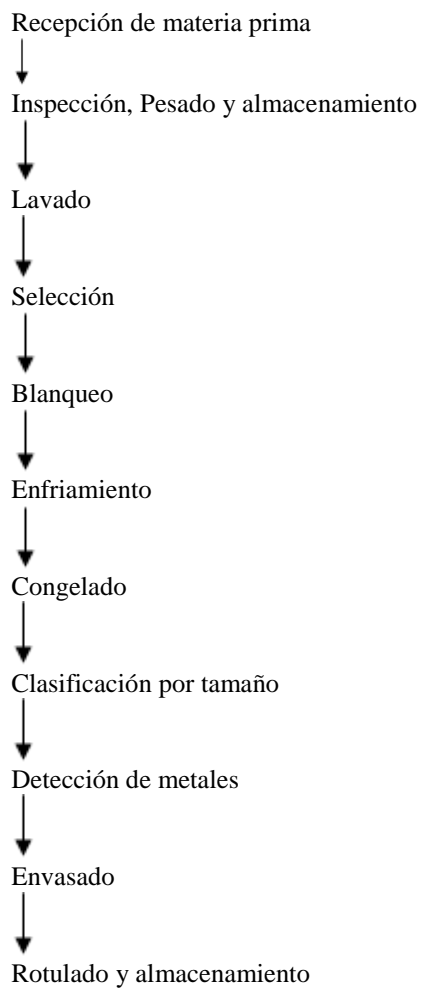 Recepción de materia prima
Inspección, Pesado y almacenamiento
Lavado
Selección
Blanqueo
Enfriamiento
Congelado
Clasificación por tamaño
Detección de metales
Envasado
Rotulado y almacenamiento